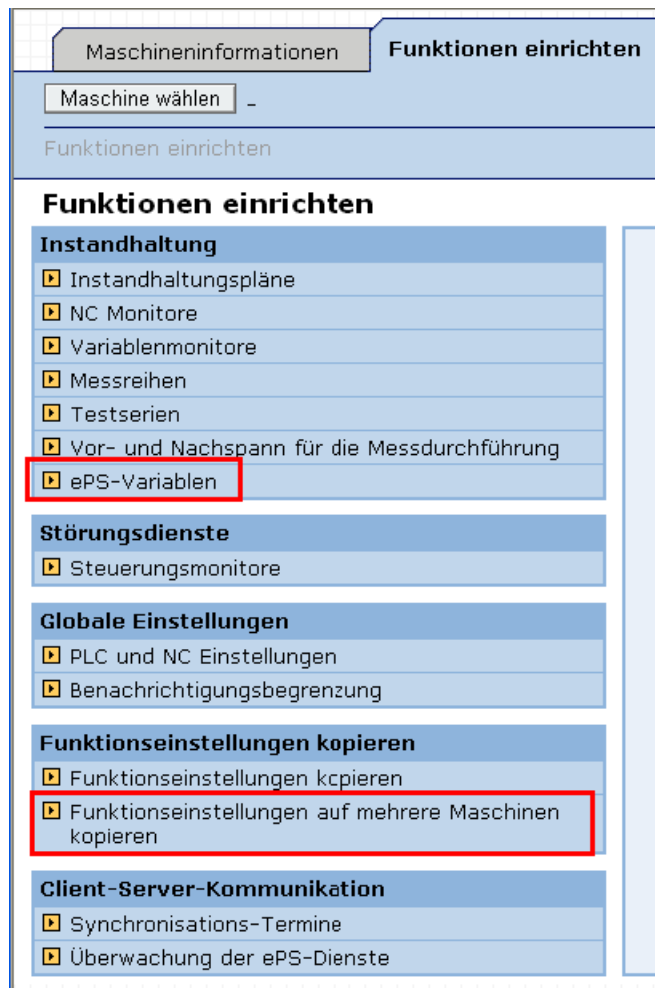 Maschineninformationen
Funktionen einrichten
Maschine wählen _
Funktionen einrichten
Funktionen einrichten
Instandhaltung
Instandhaltungspläne
NC Monitore
Variablenmonitore
Messreihen
Testserien
Vor- und Nachspann für die Messdurchführung
ePS-Variablen
Störungsdienste
Steuerungsmonitore
Globale Einstellungen
PLC und NC Einstellungen
Benachrichtigungsbegrenzung
Funktionseinstellungen kopieren
Funktionseinstellungen kopieren
Funktionseinstellungen auf mehrere Maschinen
kopieren
Client-Server-Kommunikation
Synchronisations-Termine
Überwachung der ePS-Dienste